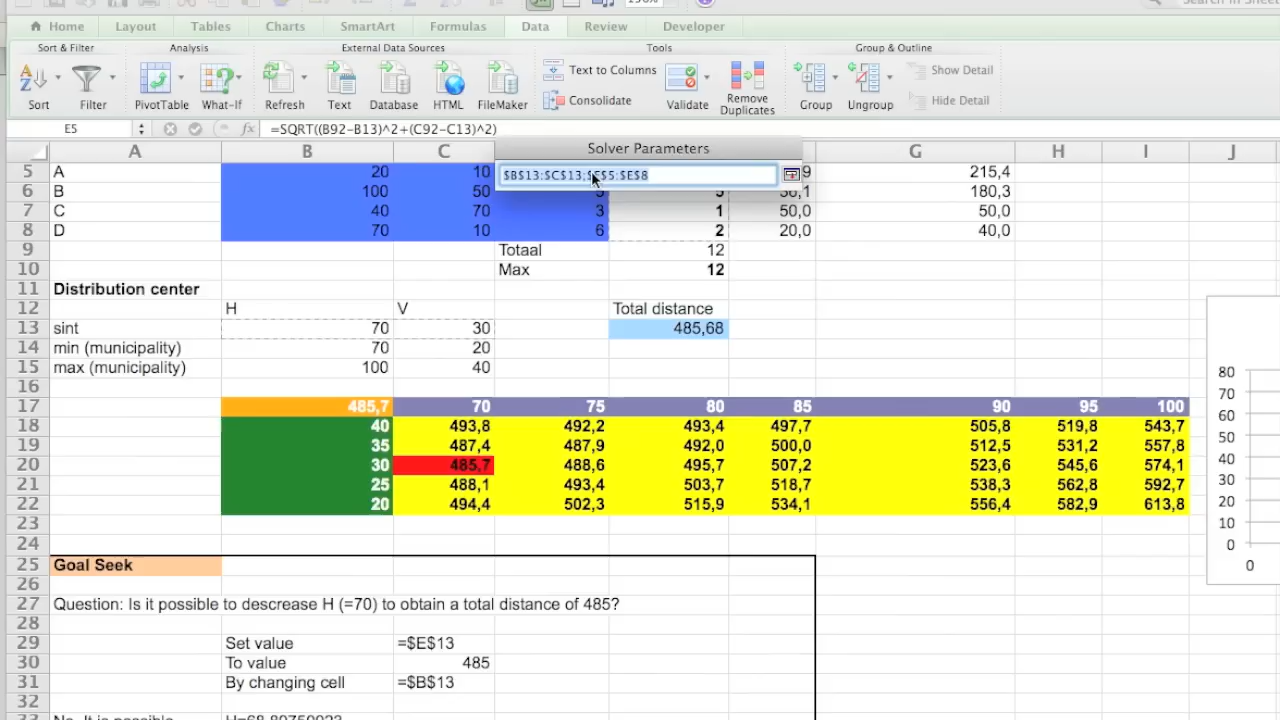 Home Layout Tables Charts SmartArt Formulas Data Review Developer
Sort & Filter Analysis External Data Sources Tools Group & Outline
Text to Columns Show Detail
Consolidate Hide Detail
Sort Filter PivotTable What-If Refresh Text Database HTML FileMaker Validate Remove Duplicates Group Ungroup
E5 fx =SQRT((B92-B13)^2+(C92-C13)^2)
Solver Parameters
A B C G H I J
5 A 20 10 9 215,4
6 B 100 50 180,3
7 C 40 70 3 1 50,0 50,0
8 D 70 10 6 2 20,0 40,0
9 Totaal 12
10 Max 12
11 Distribution center
12 H V Total distance
13 sint 70 30 485,68
14 min (municipality) 70 20
15 max (municipality) 100 40
16
17 485,7 70 75 80 85 90 95 100
18 40 493,8 492,2 493,4 497,7 505,8 519,8 543,7
19 35 487,4 487,9 492,0 500,0 512,5 531,2 557,8
20 30 485,7 488,6 495,7 507,2 523,6 545,6 574,1
21 25 488,1 493,4 503,7 518,7 538,3 562,8 592,7
22 20 494,4 502,3 515,9 534,1 556,4 582,9 613,8
23
24
25 Goal Seek
26
27 Question: Is it possible to descrease H (=70) to obtain a total distance of 485?
28
29 Set value =$E$13
30 To value 485
31 By changing cell =$B$13
32
80
70
60
50
40
30
20
10
0
0